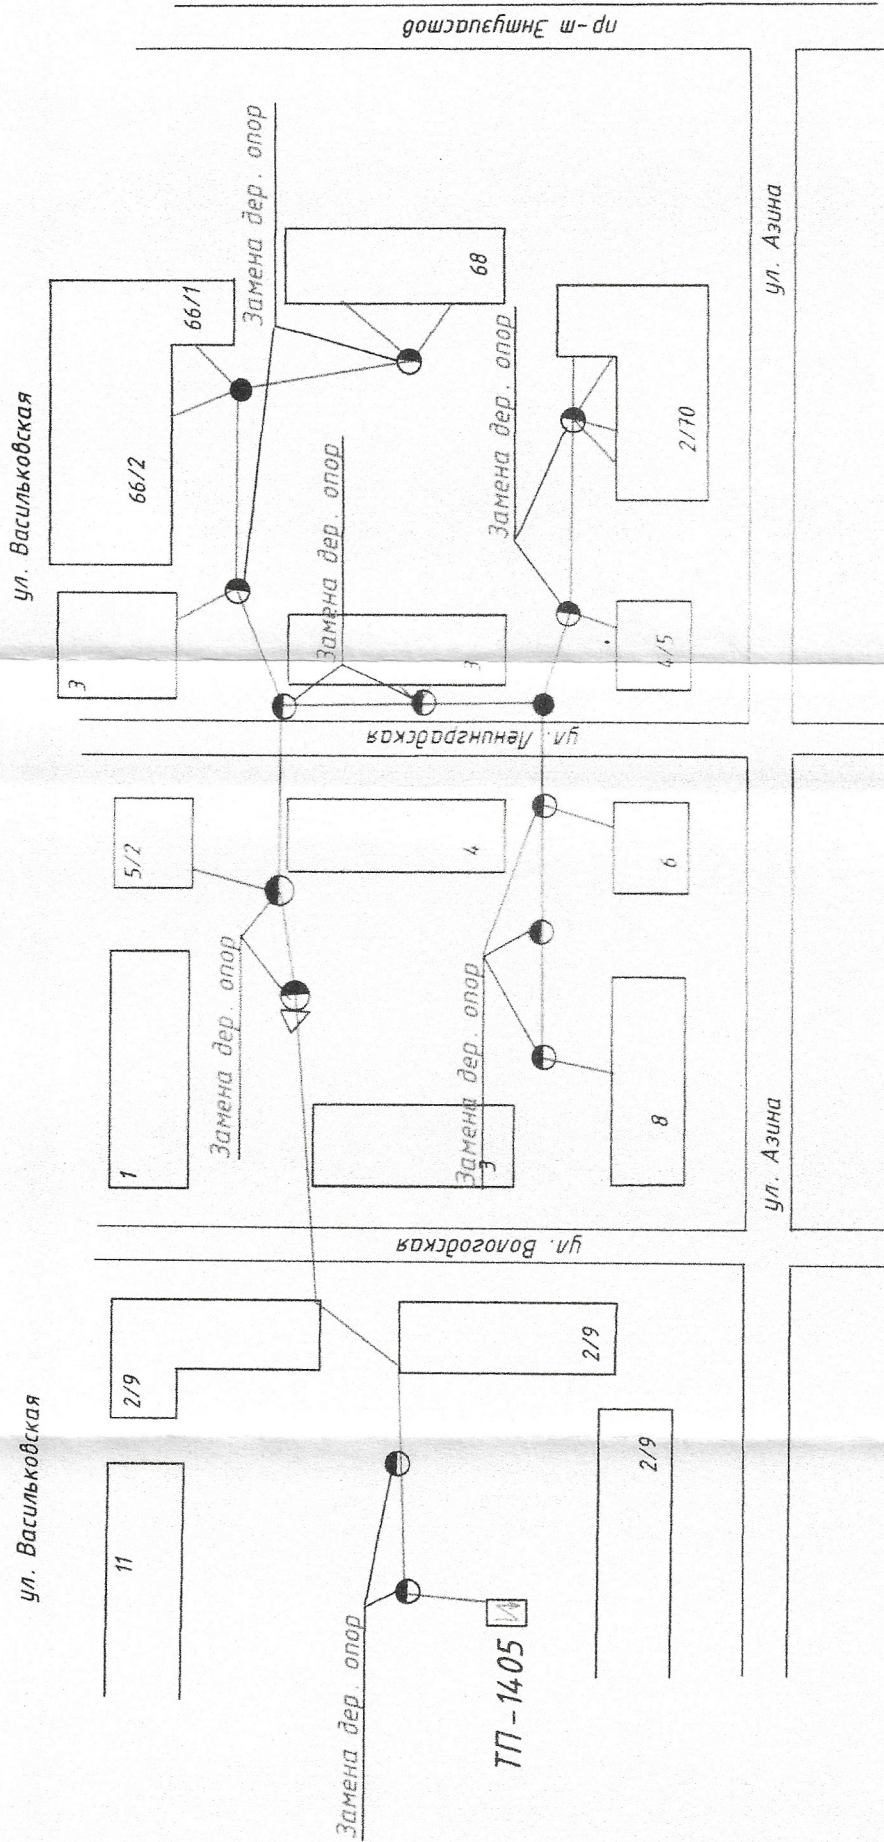 пр-т Энтузиастов
ул. Васильковская
66/2
66/1
Замена дер. опор
68
3
Замена дер. опор
3
Замена дер. опор
2/70
4/5
ул. Азина
ул. Ленинградская
5/2
4
6
1
Замена дер. опор
Замена дер. опор
3
8
ул. Азина
ул. Вологодская
ул. Васильковская
2/9
2/9
2/9
11
Замена дер. опор
ТП-1405